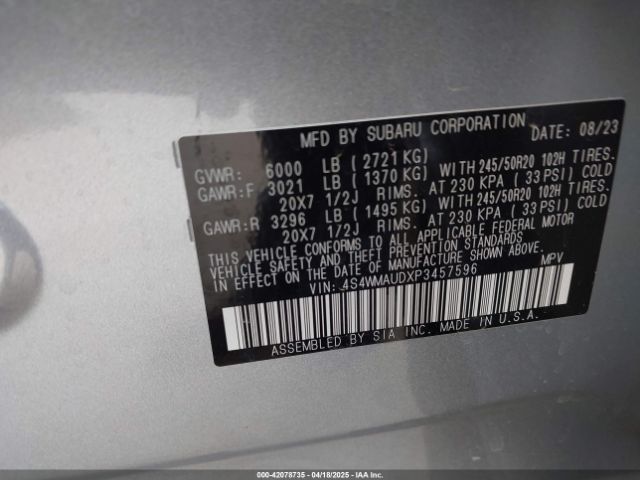 MFD BY SUBARU CORPORATION DATE: 08/23
GVWR: 6000 LB (2721 KG)
GAWR:F 3021 LB (1370 KG) WITH 245/50R20 102H TIRES.
20X7 1/2J RIMS. AT 230 KPA (33 PSI) COLD
GAWR:R 3296 LB (1495 KG) WITH 245/50R20 102H TIRES.
20X7 1/2J RIMS. AT 230 KPA (33 PSI) COLD
THIS VEHICLE CONFORMS TO ALL APPLICABLE FEDERAL MOTOR
VEHICLE SAFETY AND THEFT PREVENTION STANDARDS
IN EFFECT ON THE DATE OF MANUFACTURE SHOWN ABOVE.
VIN: 4S4WMAUDXP3457596 MPV
ASSEMBLED BY SIA INC. MADE IN U.S.A.
000-42078735 - 04/18/2025 - IAAI.com